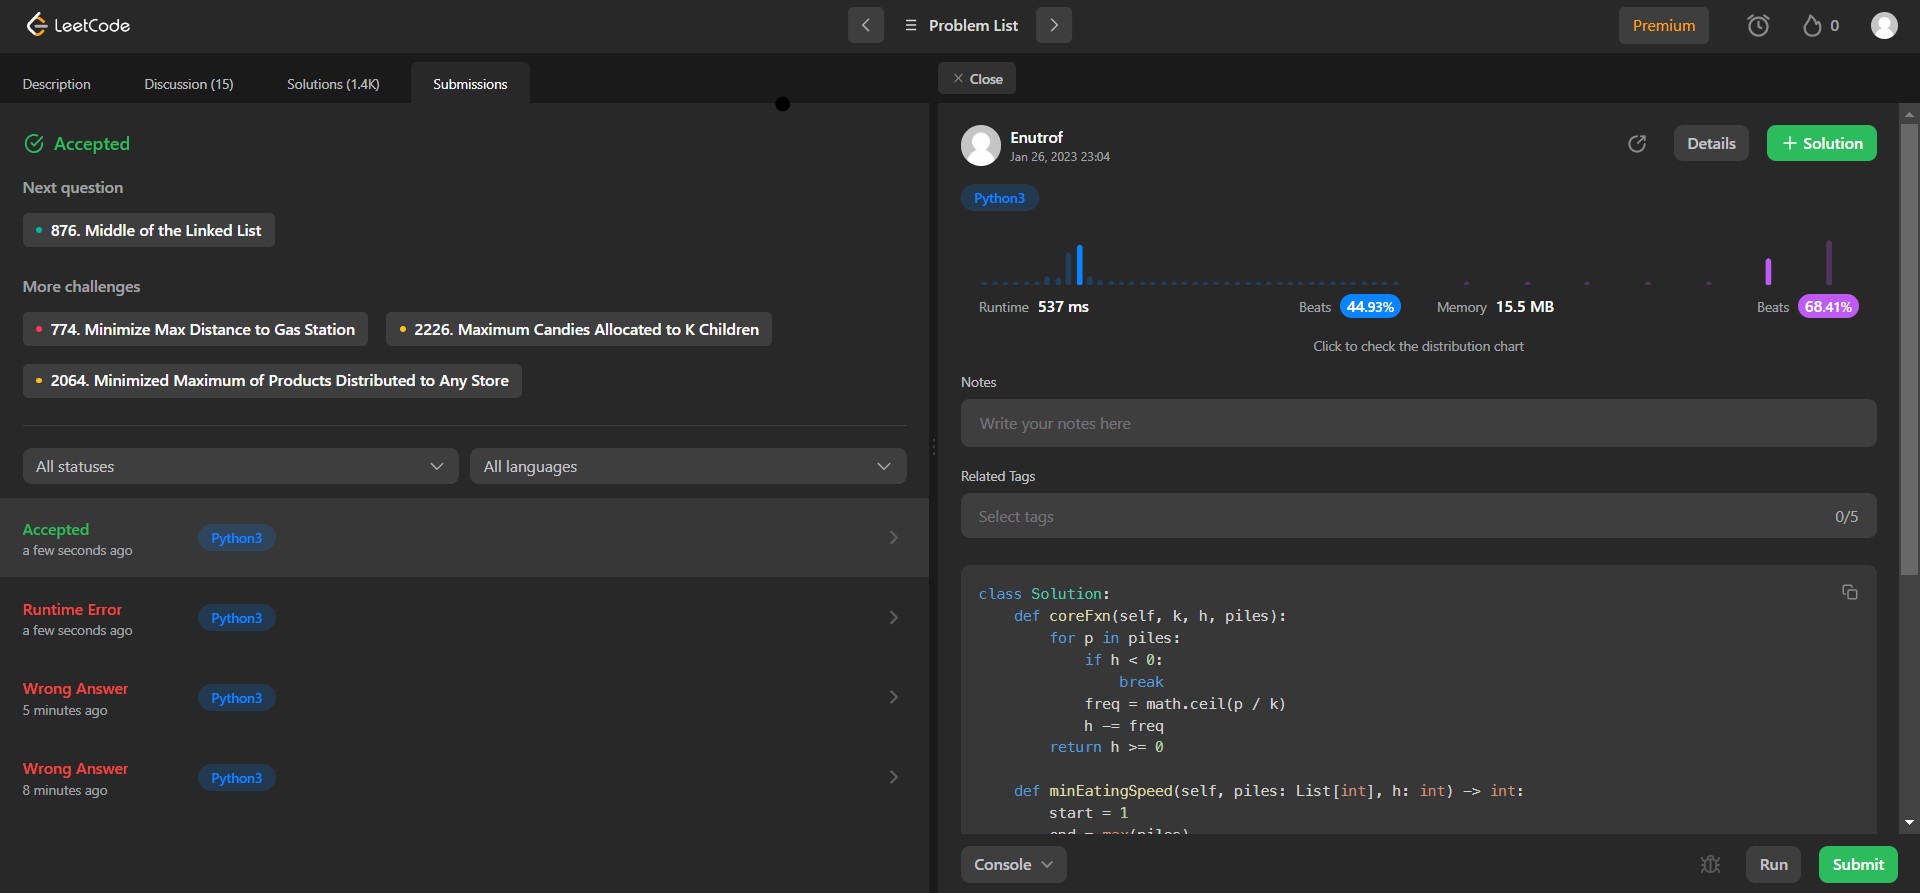 LeetCode
Problem List
Premium
0
Description
Discussion (15)
Solutions (1.4K)
Submissions
Close
Accepted
Next question
876. Middle of the Linked List
More challenges
774. Minimize Max Distance to Gas Station
2226. Maximum Candies Allocated to K Children
2064. Minimized Maximum of Products Distributed to Any Store
All statuses
All languages
Accepted
a few seconds ago
Python3
Runtime Error
a few seconds ago
Python3
Wrong Answer
5 minutes ago
Python3
Wrong Answer
8 minutes ago
Python3
Enutrof
Jan 26, 2023 23:04
Details
+ Solution
Python3
Runtime 537 ms
Beats 44.93%
Memory 15.5 MB
Beats 68.41%
Click to check the distribution chart
Notes
Write your notes here
Related Tags
Select tags
0/5
class Solution:
    def coreFxn(self, k, h, piles):
        for p in piles:
            if h < 0:
                break
            freq = math.ceil(p / k)
            h -= freq
        return h >= 0
    def minEatingSpeed(self, piles: List[int], h: int) -> int:
        start = 1
        end = max(piles)
Console
Run
Submit